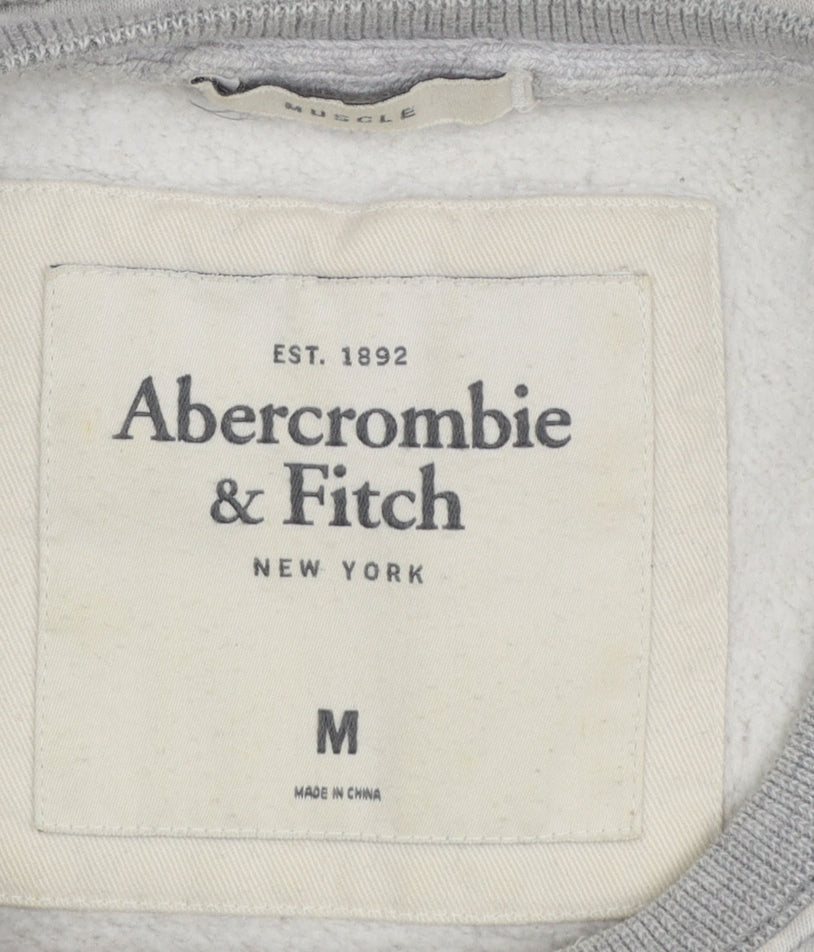 MUSCLE
EST. 1892
Abercrombie
& Fitch
NEW YORK
M
MADE IN CHINA